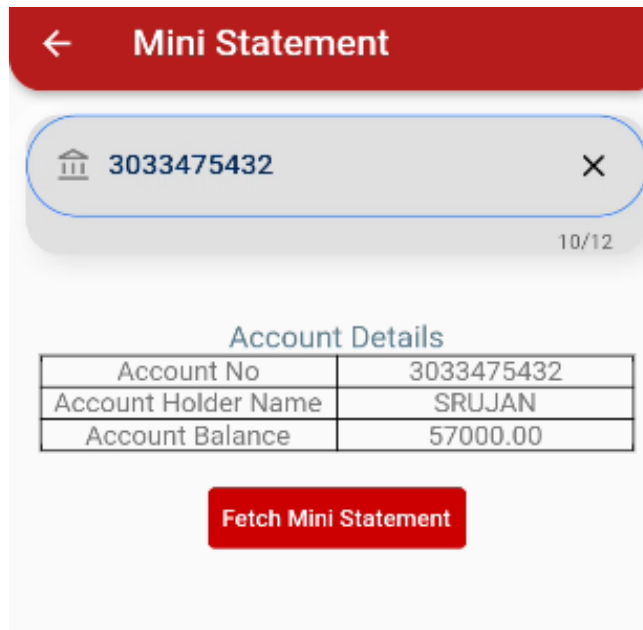 Mini Statement
3033475432
10/12
Account Details
Account No 3033475432
Account Holder Name SRUJAN
Account Balance 57000.00
Fetch Mini Statement